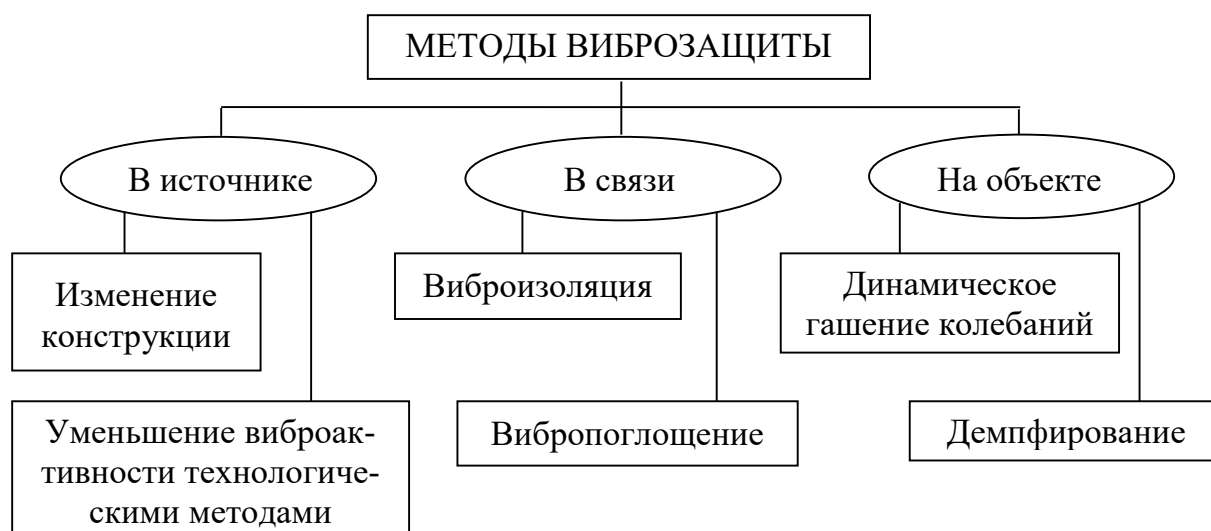 МЕТОДЫ ВИБРОЗАЩИТЫ
В источнике
В связи
На объекте
Изменение
конструкции
Виброизоляция
Динамическое
гашение колебаний
Уменьшение виброак-
тивности технологиче-
скими методами
Вибропоглощение
Демпфирование